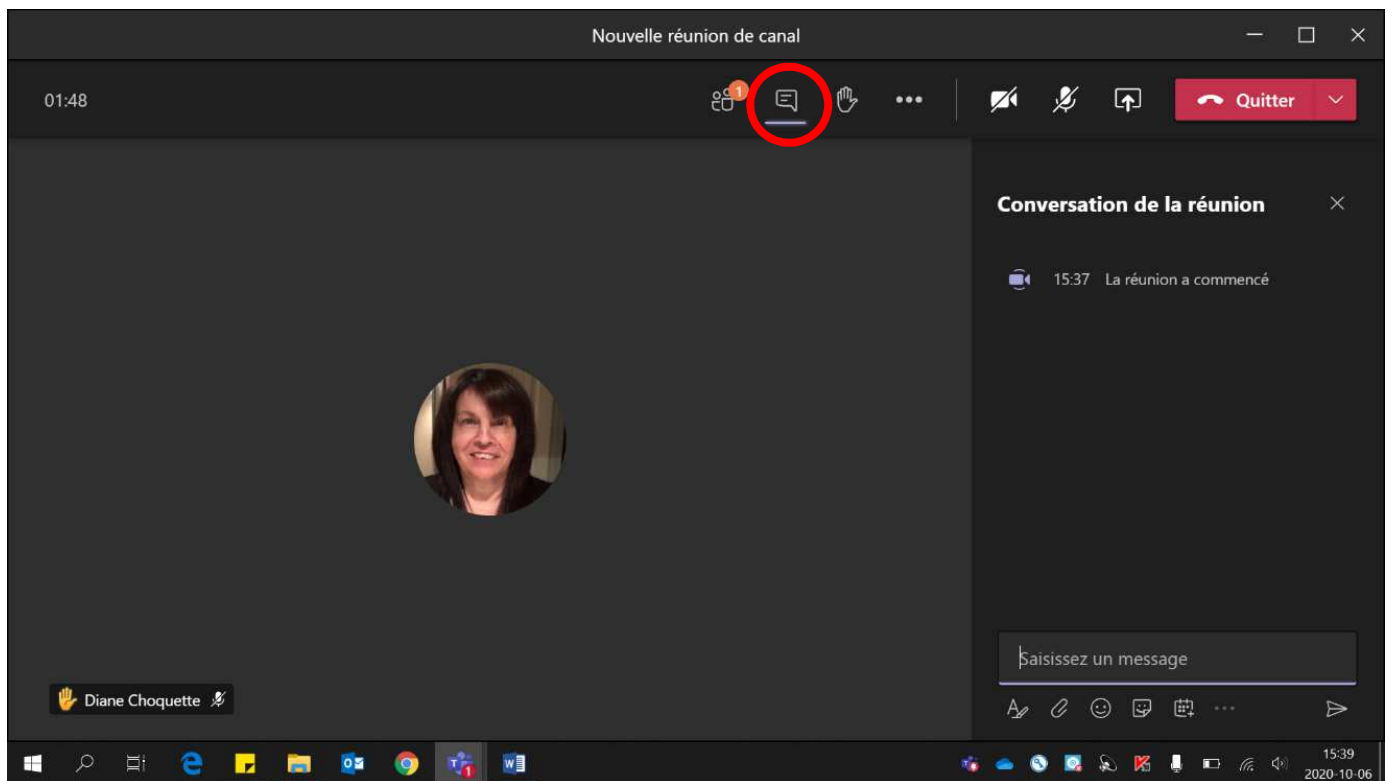 Nouvelle réunion de canal
01:48
1
Quitter
Conversation de la réunion
15:37 La réunion a commencé
Saisissez un message
Diane Choquette
15:39
2020-10-06